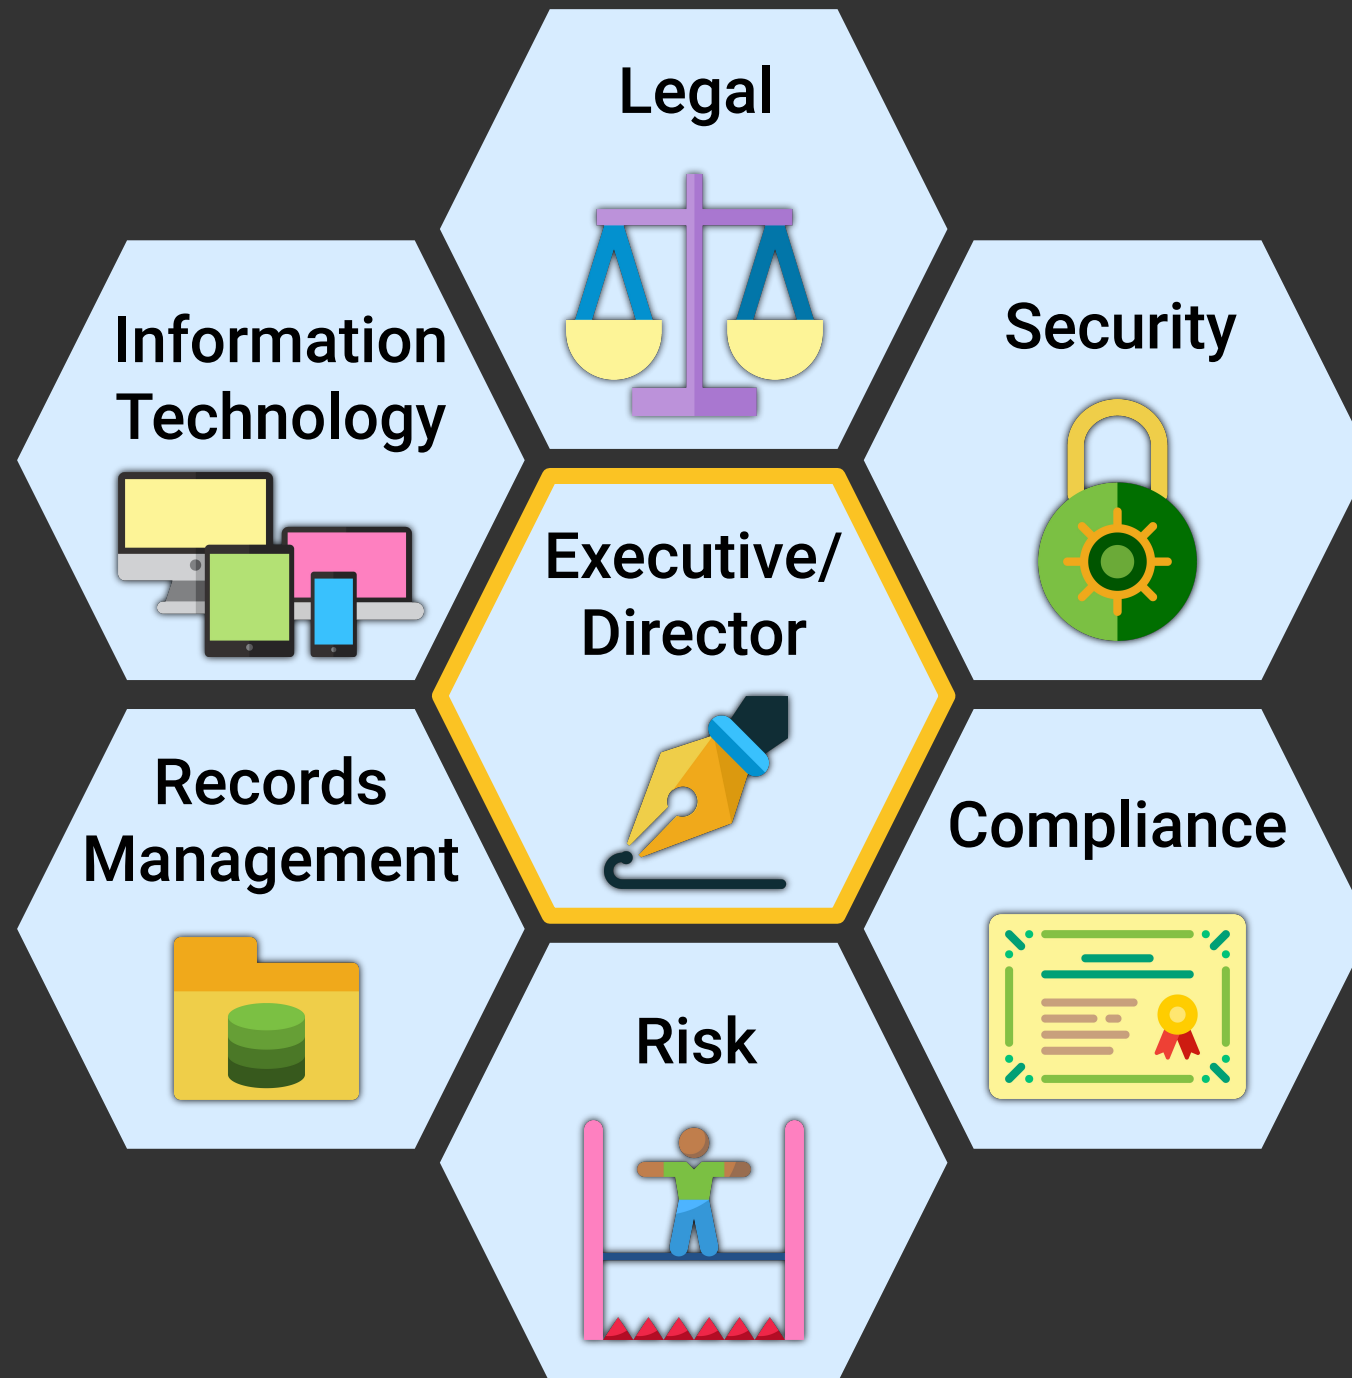 Legal
Information
Technology
Security
Executive/
Director
Records
Management
Compliance
Risk